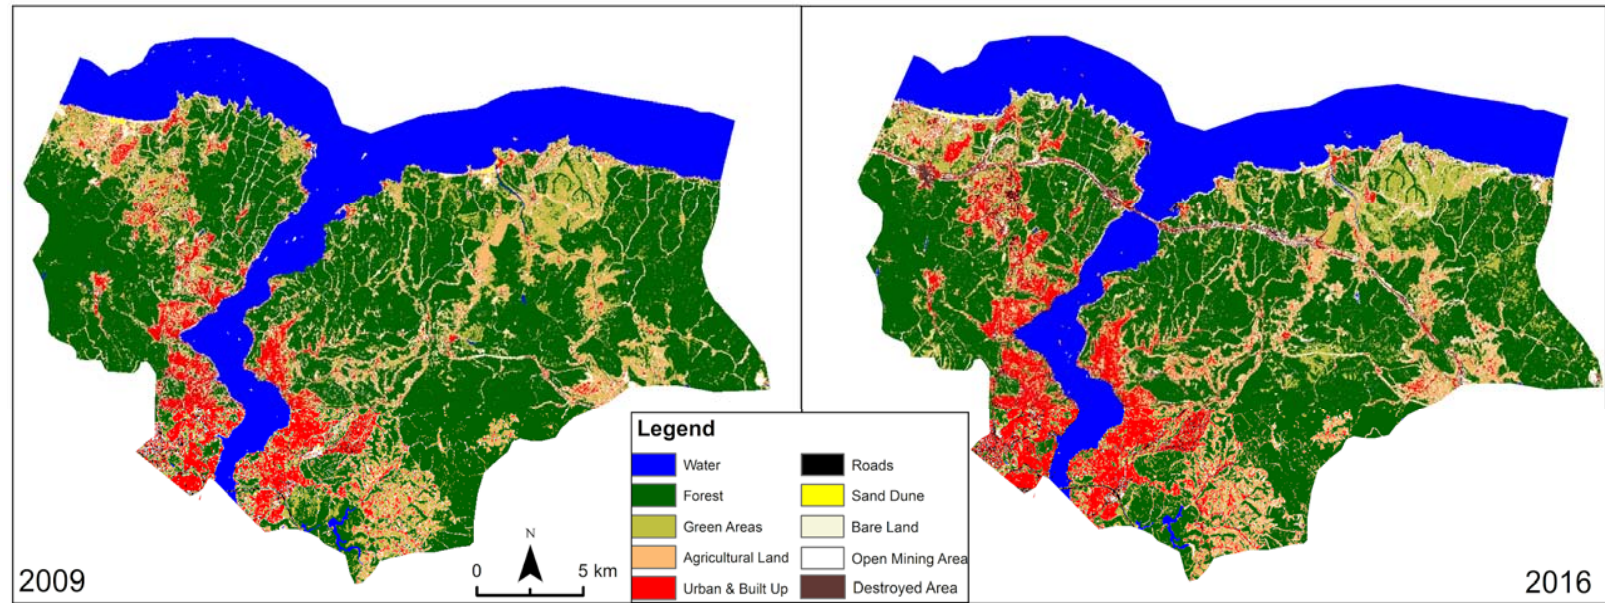 2009
N
0 5 km
Legend
Water
Forest
Green Areas
Agricultural Land
Urban & Built Up
Roads
Sand Dune
Bare Land
Open Mining Area
Destroyed Area
2016